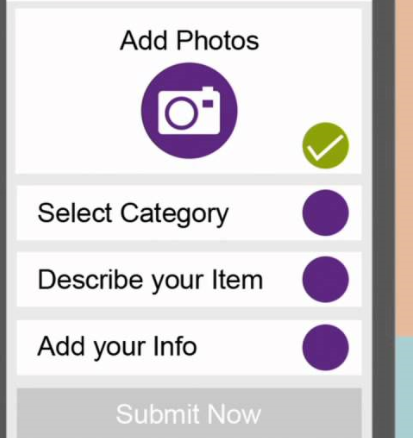 Add Photos
Select Category
Describe your Item
Add your Info
Submit Now